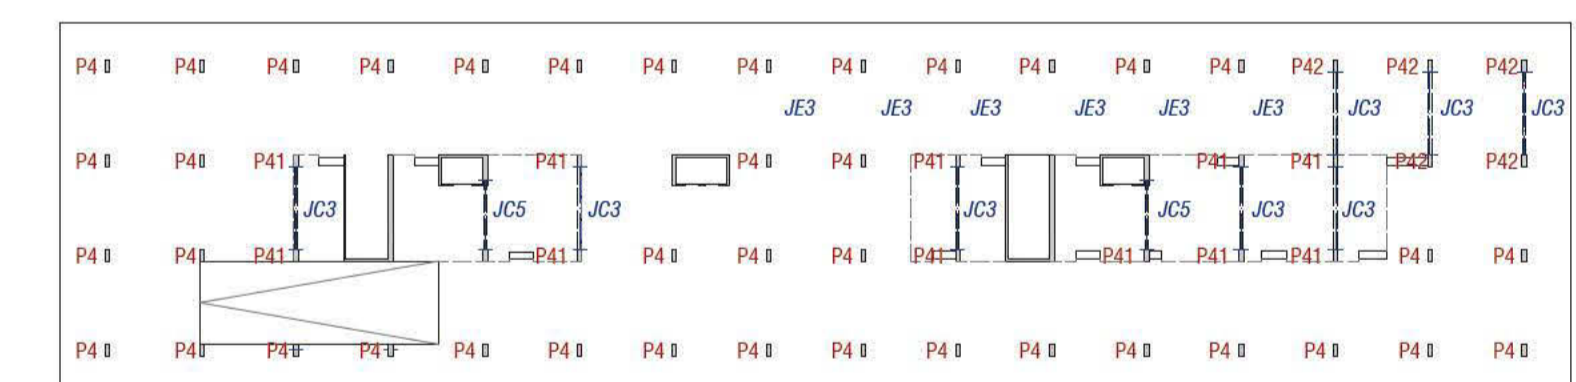 P4 P4 P4 P4 P4 P4 P4 P4 P4 P4 P4 P4 P4 P42 P42 P42
JE3 JE3 JE3 JE3 JE3 JE3 JC3 JC3 JC3
P4 P4 P41 P41 P4 P4 P41 P41 P41 P42 P42
JC3 JC5 JC3 JC3 JC5 JC3 JC3
P4 P4 P41 P41 P4 P4 P4 P41 P41 P41 P4 P4
P4 P4 P4 P4 P4 P4 P4 P4 P4 P4 P4 P4 P4 P4 P4 P4